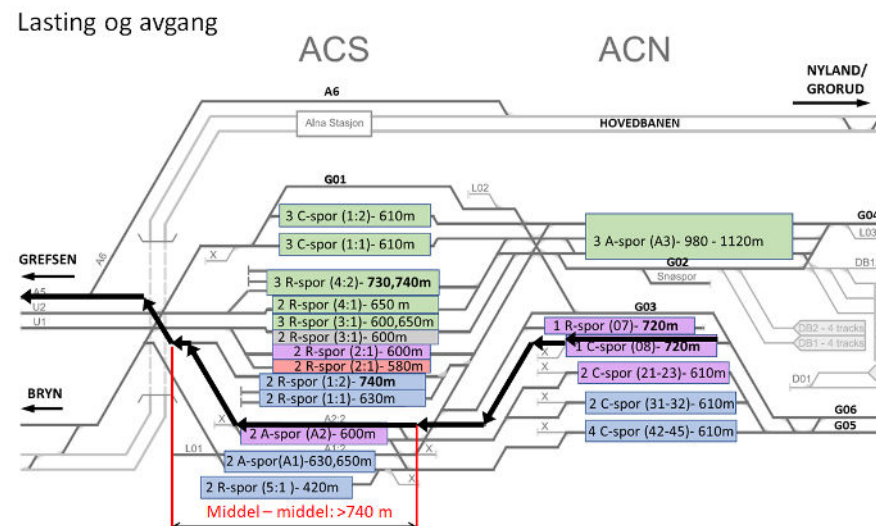 Lasting og avgang
ACS
ACN
NYLAND/
GRORUD
A6
Alna Stasjon
HOVEDBANEN
G01
L02
3 C-spor (1:2)- 610m
G04
3 C-spor (1:1)- 610m
3 A-spor (A3)- 980 - 1120m
L03
X
A6
GREFSEN
G02
DB1
3 R-spor (4:2)- 730,740m
Snøspor
A5
2 R-spor (4:1)- 650 m
U2
G03
U1
3 R-spor (3:1)- 600,650m
1 R-spor (07)- 720m
DB2 - 4 tracks
2 R-spor (3:1)- 600m
1 C-spor (08)- 720m
DB1 - 4 tracks
2 R-spor (2:1)- 600m
X
2 R-spor (2:1)- 580m
2 C-spor (21-23)- 610m
2 R-spor (1:2)- 740m
X
D01
BRYN
2 R-spor (1:1)- 630m
2 C-spor (31-32)- 610m
G06
X
A2:2
X
G05
2 A-spor (A2)- 600m
4 C-spor (42-45)- 610m
L01
A1:2
X
X
2 A-spor(A1)-630,650m
2 R-spor (5:1 )- 420m
X
Middel – middel: >740 m